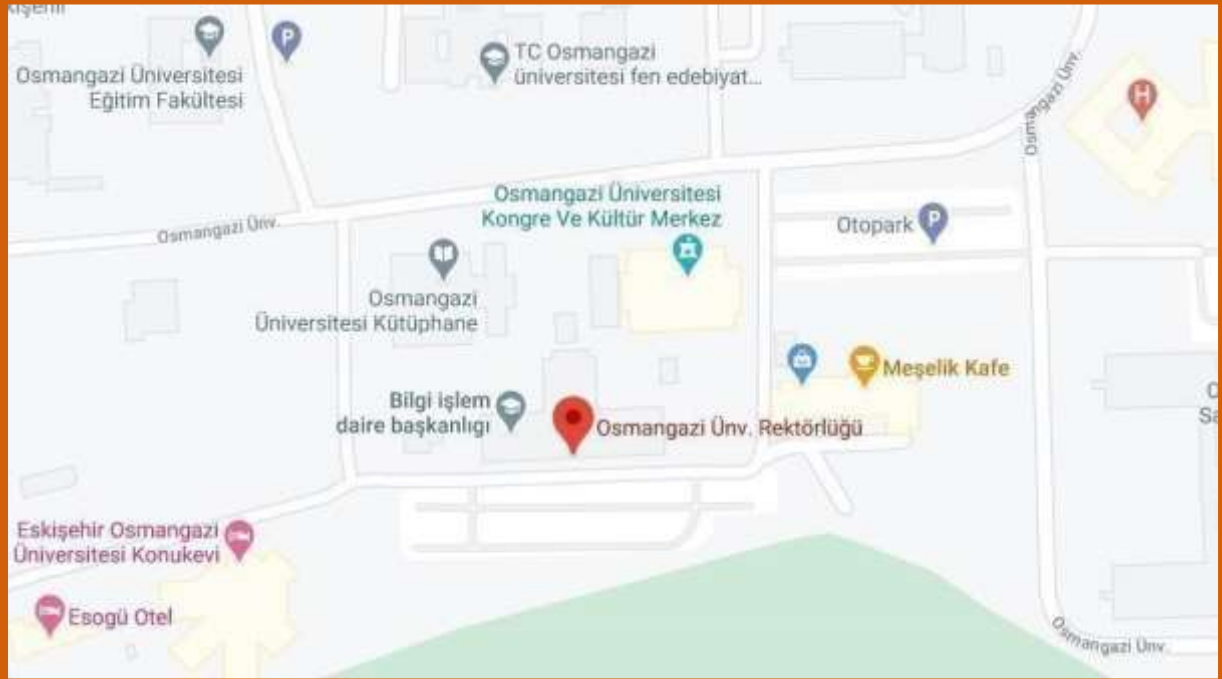 Osmangazi Üniversitesi
Eğitim Fakültesi
P
TC Osmangazi
üniversitesi fen edebiyat...
Osmangazi Ünv.
Osmangazi Ünv.
H
Osmangazi Üniversitesi
Kongre Ve Kültür Merkez
Otopark P
Osmangazi Ünv.
Osmangazi
Üniversitesi Kütüphane
Meşelik Kafe
Bilgi işlem
daire başkanlıgı
Osmangazi Ünv. Rektörlüğü
Eskişehir Osmangazi
Üniversitesi Konukevi
Esogü Otel
Osmangazi Ünv.